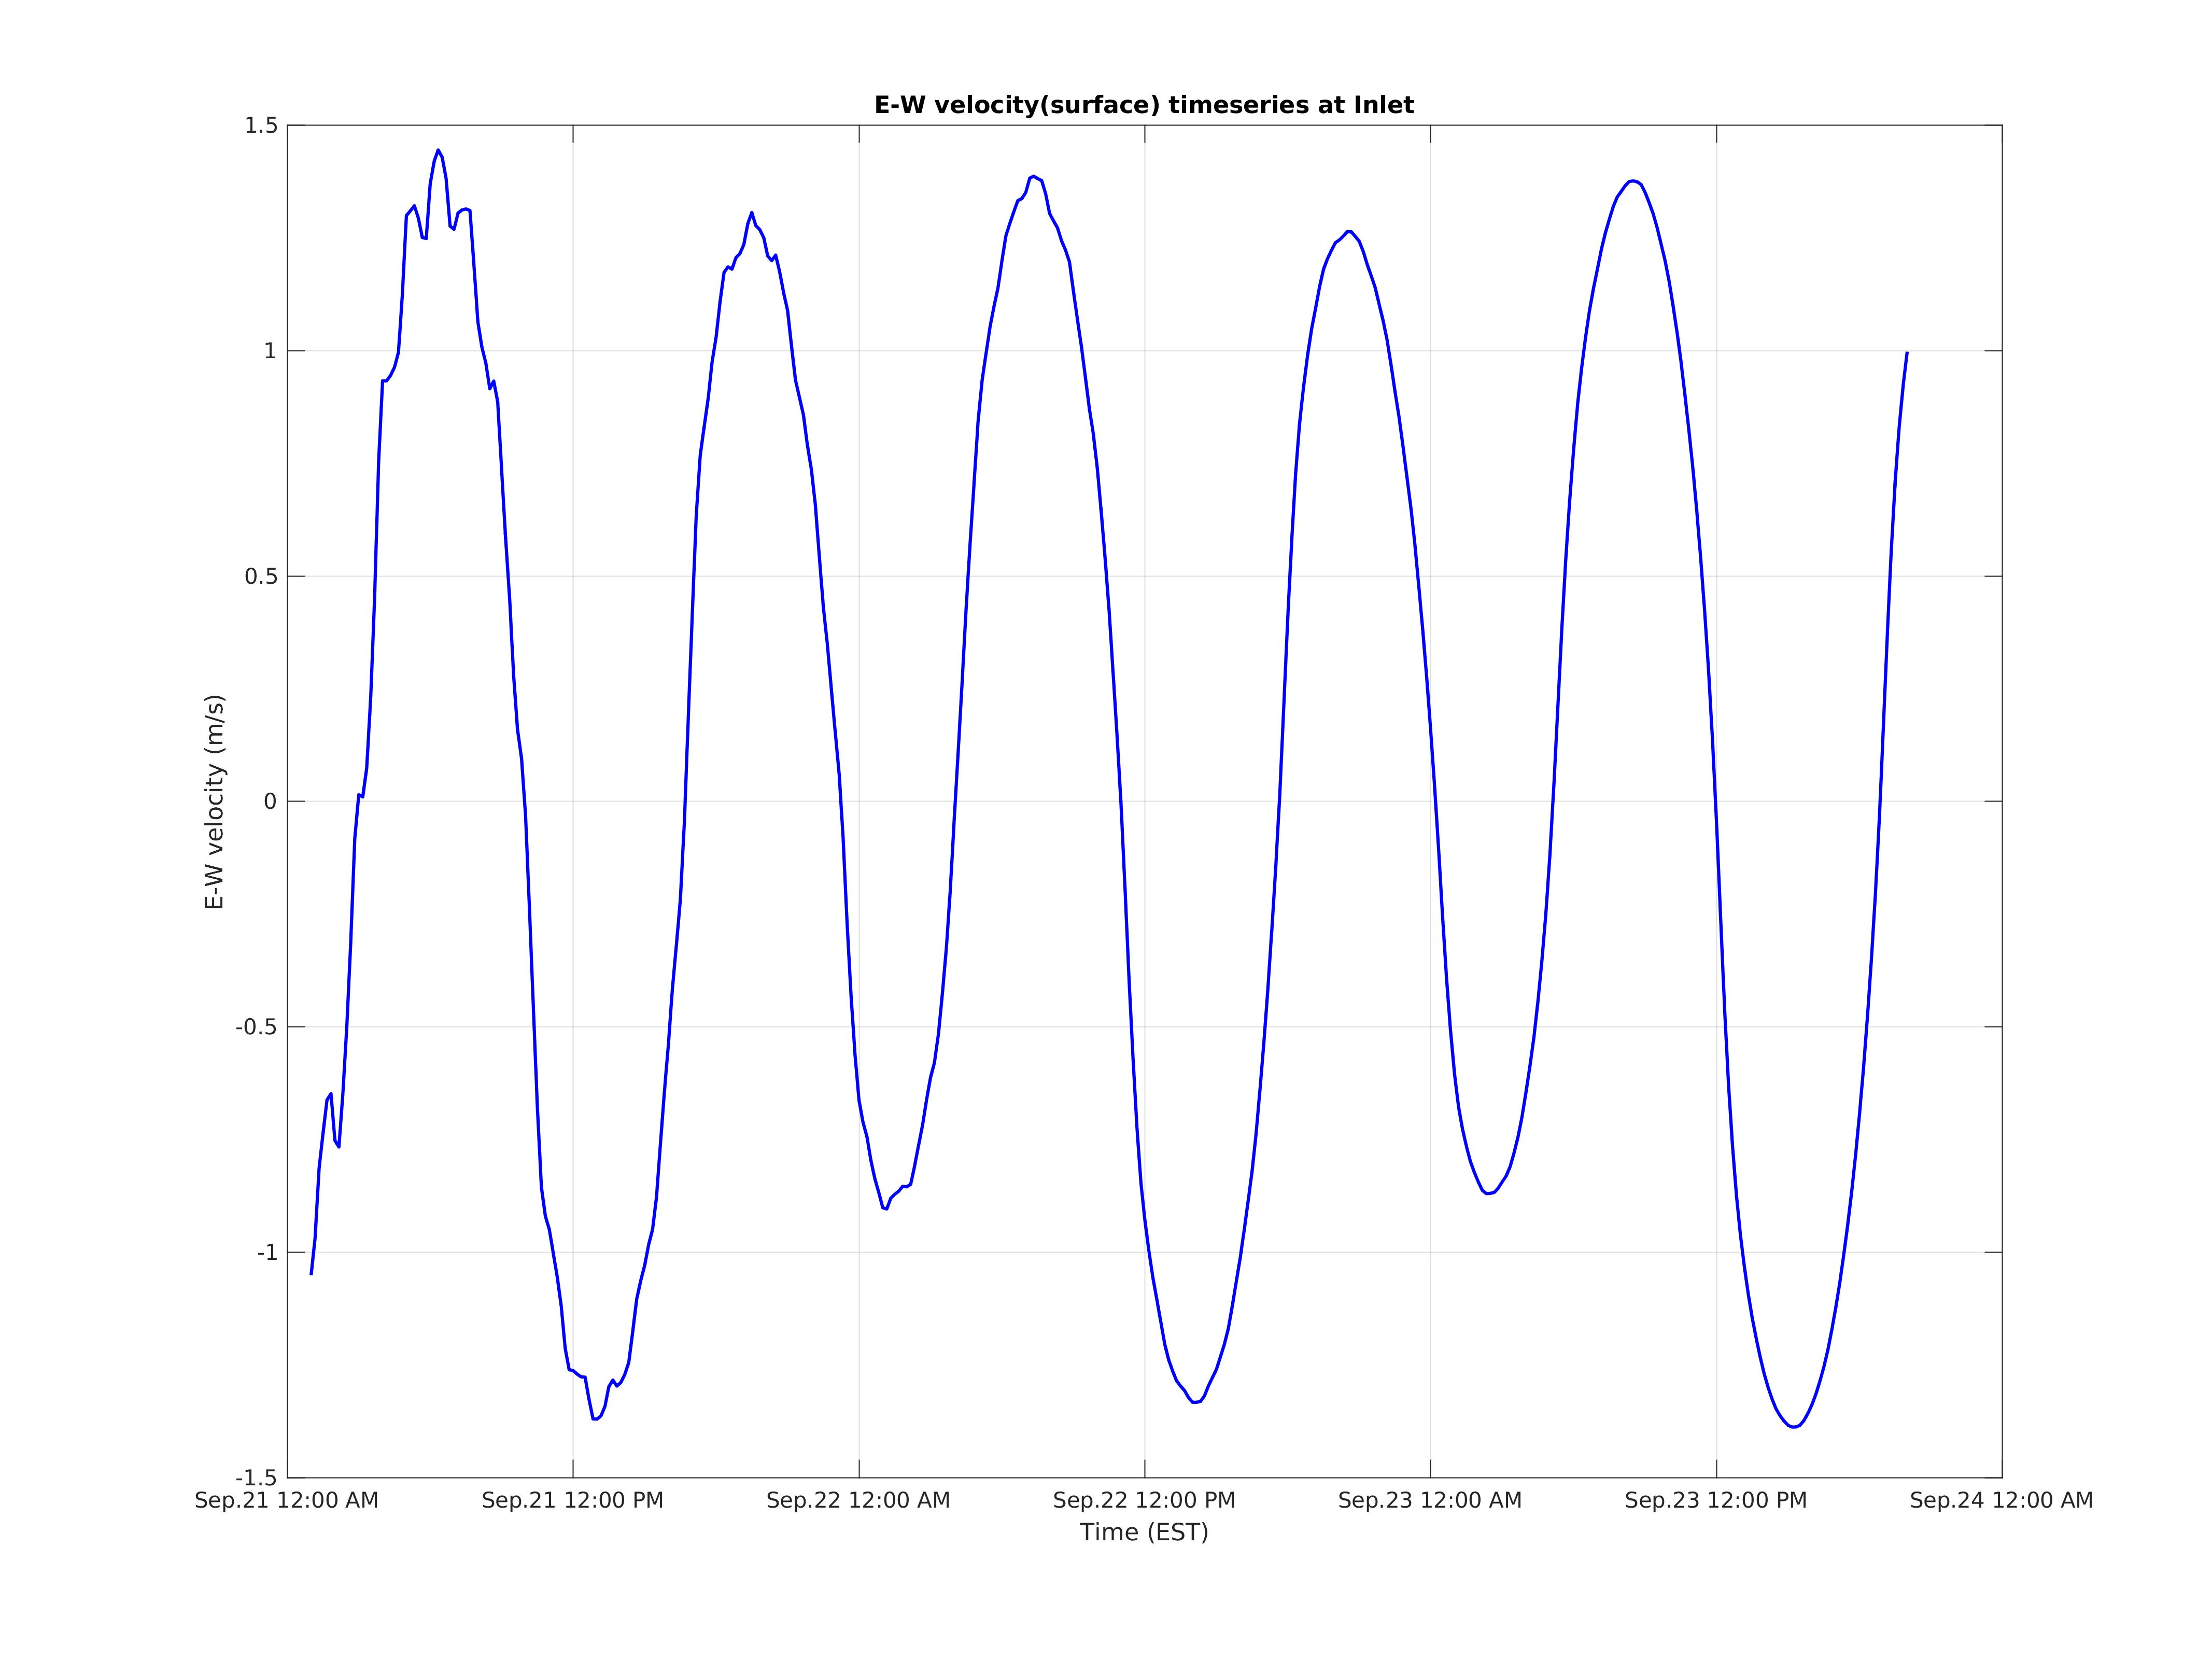 E-W velocity(surface) timeseries at Inlet
1.5
1
0.5
0
-0.5
-1
-1.5
E-W velocity (m/s)
Sep.21 12:00 AM Sep.21 12:00 PM Sep.22 12:00 AM Sep.22 12:00 PM Sep.23 12:00 AM Sep.23 12:00 PM Sep.24 12:00 AM
Time (EST)